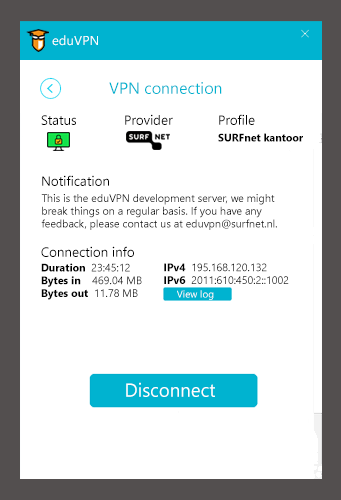 eduVPN
VPN connection
Status Provider Profile
SURF NET SURFnet kantoor
Notification
This is the eduVPN development server, we might
break things on a regular basis. If you have any
feedback, please contact us at eduvpn@surfnet.nl.
Connection info
Duration 23:45:12 IPv4 195.168.120.132
Bytes in 469.04 MB IPv6 2011:610:450:2::1002
Bytes out 11.78 MB View log
Disconnect